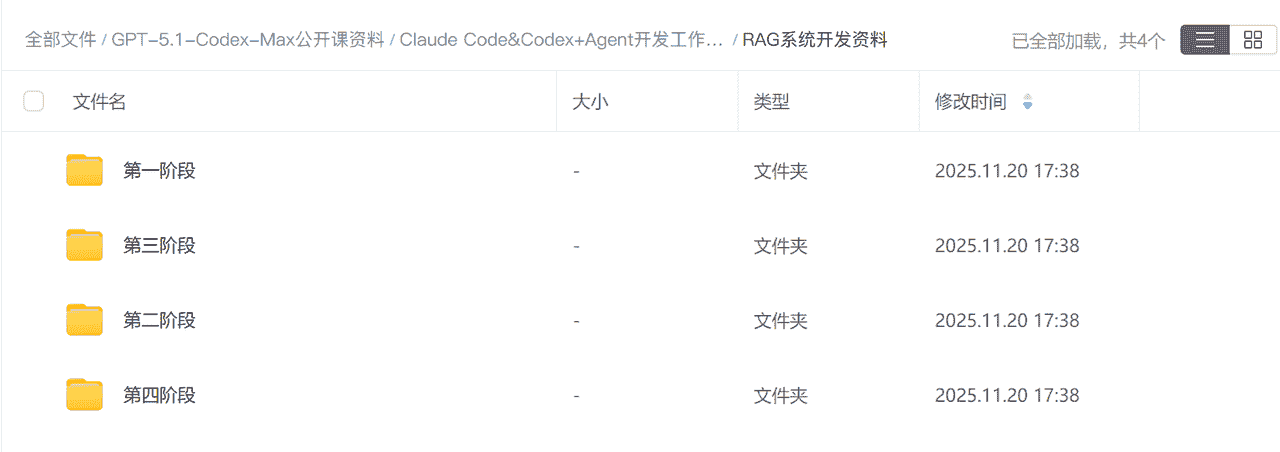 全部文件 / GPT-5.1-Codex-Max公开课资料 / Claude Code&Codex+Agent开发工作... / RAG系统开发资料 已全部加载，共4个
文件名 大小 类型 修改时间
第一阶段 - 文件夹 2025.11.20 17:38
第三阶段 - 文件夹 2025.11.20 17:38
第二阶段 - 文件夹 2025.11.20 17:38
第四阶段 - 文件夹 2025.11.20 17:38